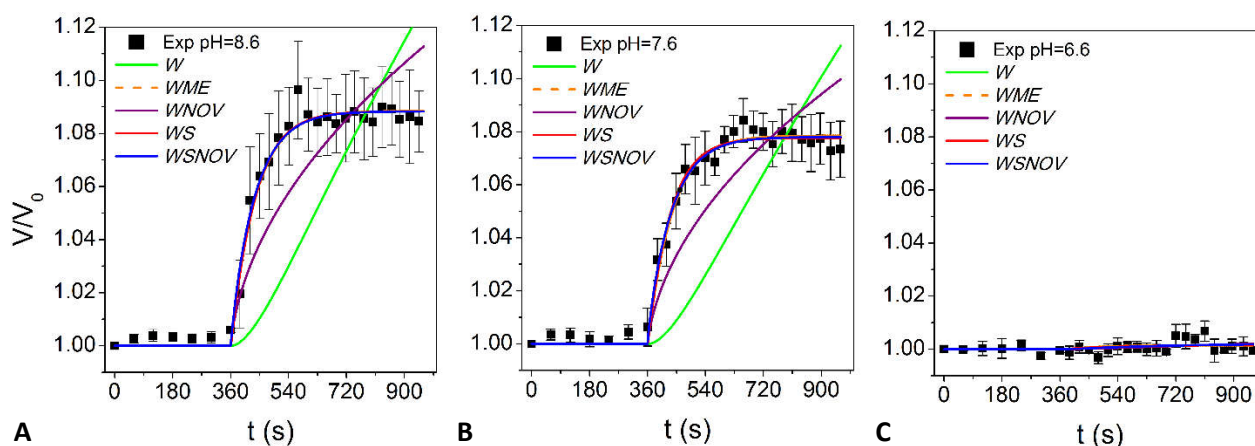 V/V0
1.12
1.10
1.08
1.06
1.04
1.02
1.00
Exp pH=8.6
W
WME
WNOV
WS
WSNOV
0 180 360 540 720 900
A t (s)
1.12
1.10
1.08
1.06
1.04
1.02
1.00
Exp pH=7.6
W
WME
WNOV
WS
WSNOV
0 180 360 540 720 900
B t (s)
1.12
1.10
1.08
1.06
1.04
1.02
1.00
Exp pH=6.6
W
WME
WNOV
WS
WSNOV
0 180 360 540 720 900
C t (s)